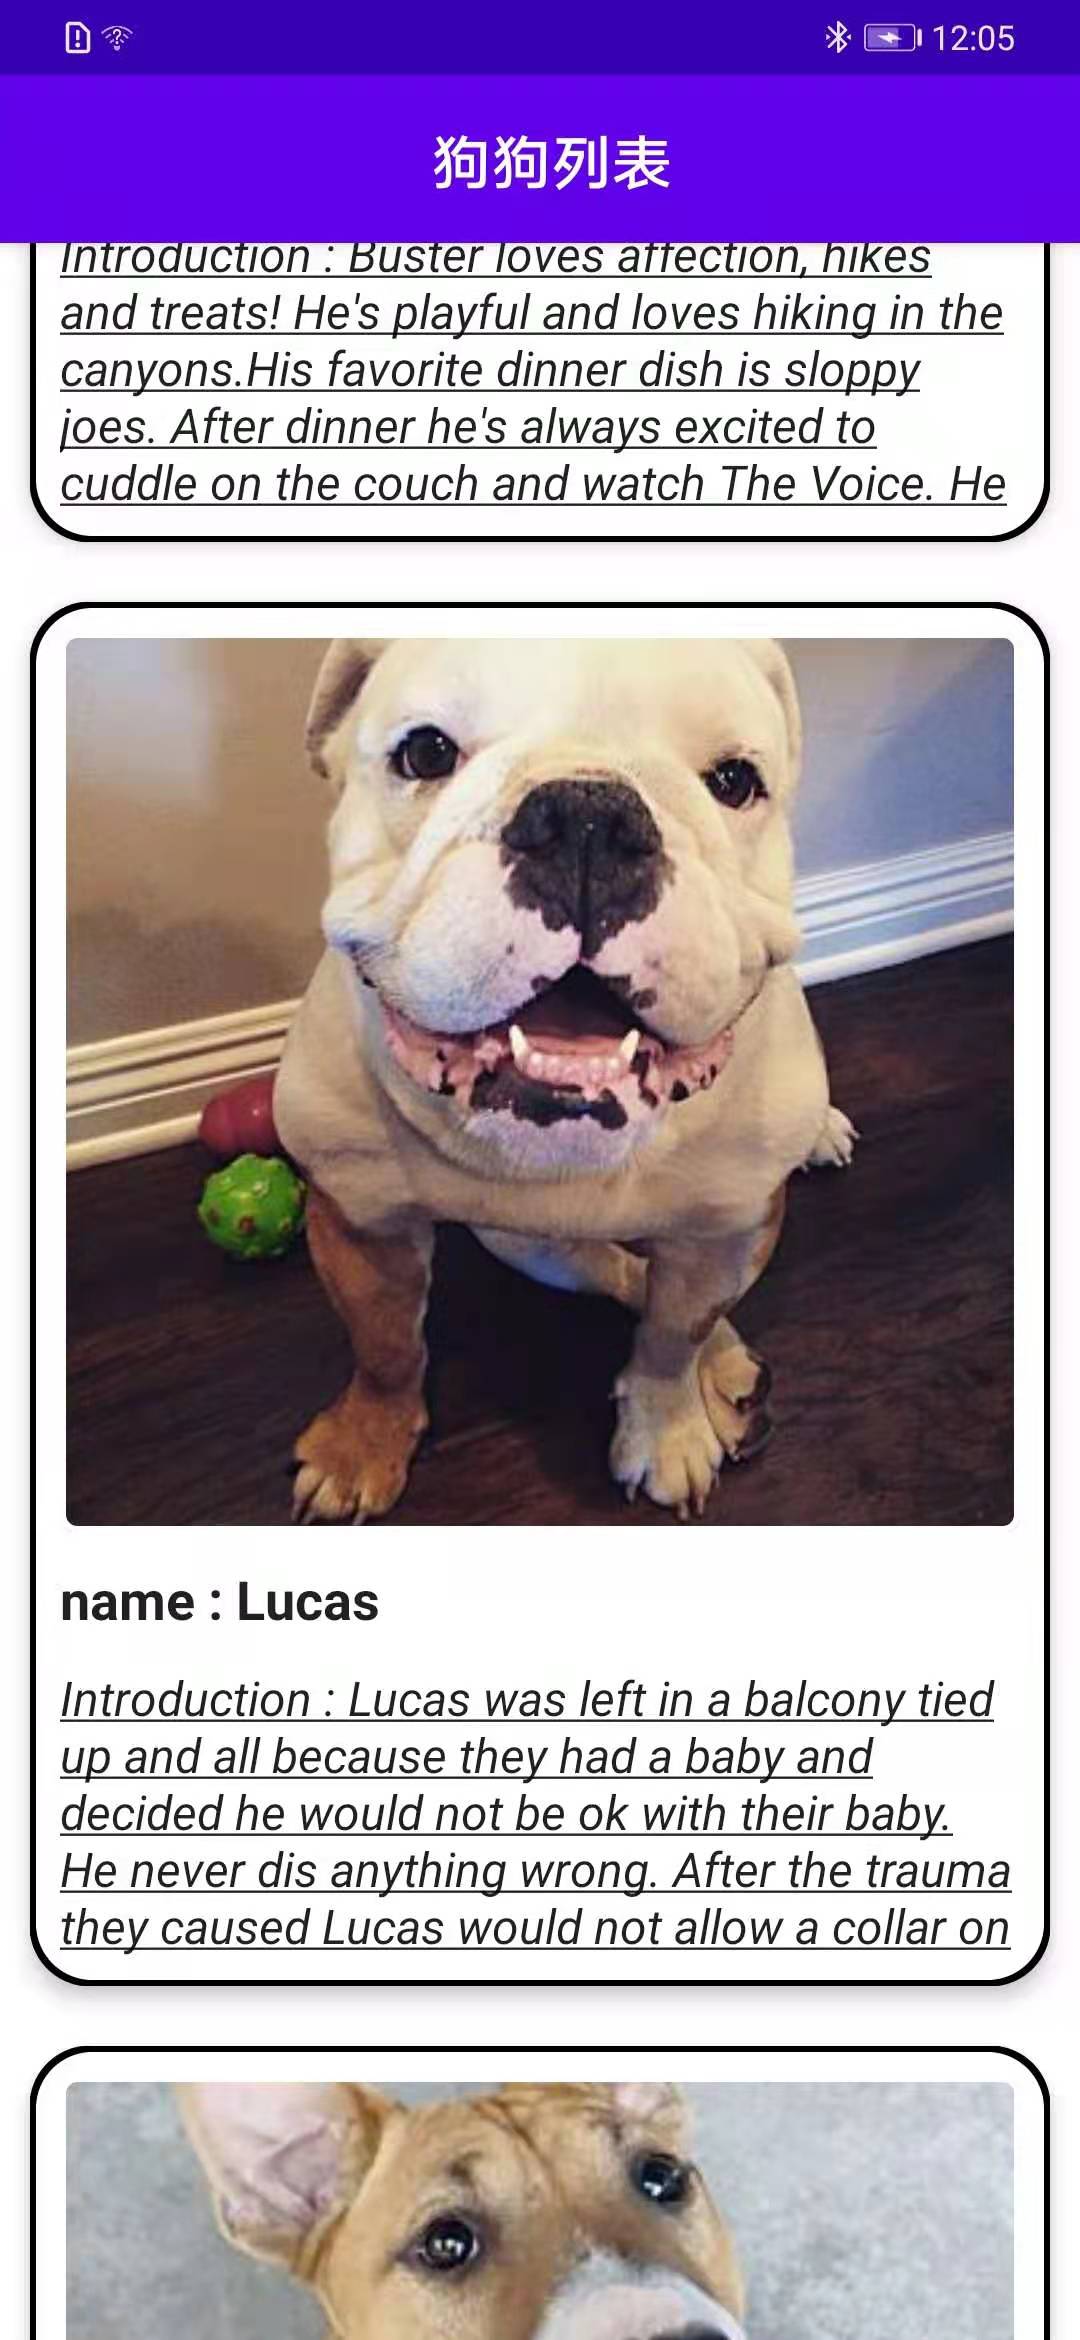 12:05
狗狗列表
Introduction : Buster loves affection, hikes
and treats! He's playful and loves hiking in the
canyons.His favorite dinner dish is sloppy
joes. After dinner he's always excited to
cuddle on the couch and watch The Voice. He
name : Lucas
Introduction : Lucas was left in a balcony tied
up and all because they had a baby and
decided he would not be ok with their baby.
He never dis anything wrong. After the trauma
they caused Lucas would not allow a collar on